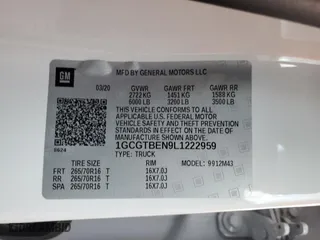 GM
MFD BY GENERAL MOTORS LLC
03/20 GVWR GAWR FRT GAWR RR
2722 KG 1451 KG 1588 KG
6000 LB 3200 LB 3500 LB
THIS VEHICLE CONFORMS TO ALL
APPLICABLE U.S. FEDERAL MOTOR
VEHICLE SAFETY AND THEFT
PREVENTION STANDARDS IN EFFECT ON
THE DATE OF MANUFACTURE SHOWN ABOVE.
1GCGTBEN9L1222959
TYPE: TRUCK 9912M43
TIRE SIZE SPEED RTG RIM
FRT 265/70R16 T 16X7.0J
RR 265/70R16 T 16X7.0J
SPA 265/70R16 T 16X7.0J